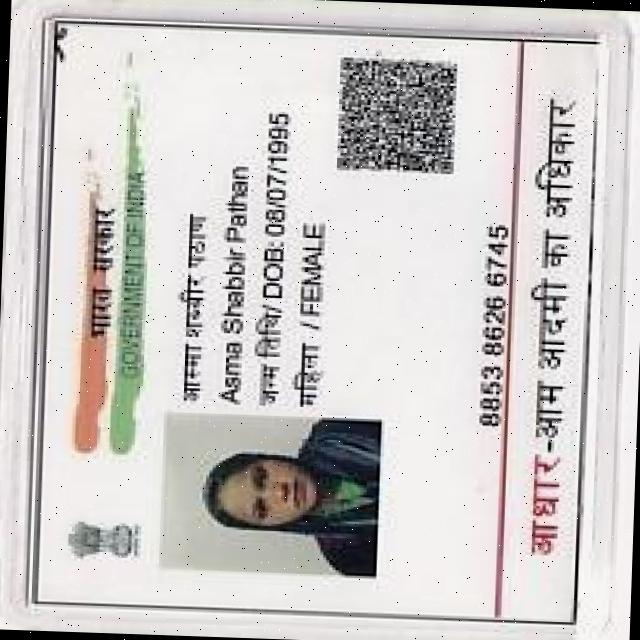 भारत सरकार
GOVERNMENT OF INDIA
आस्मा शब्बीर पठाण
Asma Shabbir Pathan
जन्म तिथि/ DOB: 08/07/1995
महिला / FEMALE
8853 8626 6745
आधार-आम आदमी का अधिकार